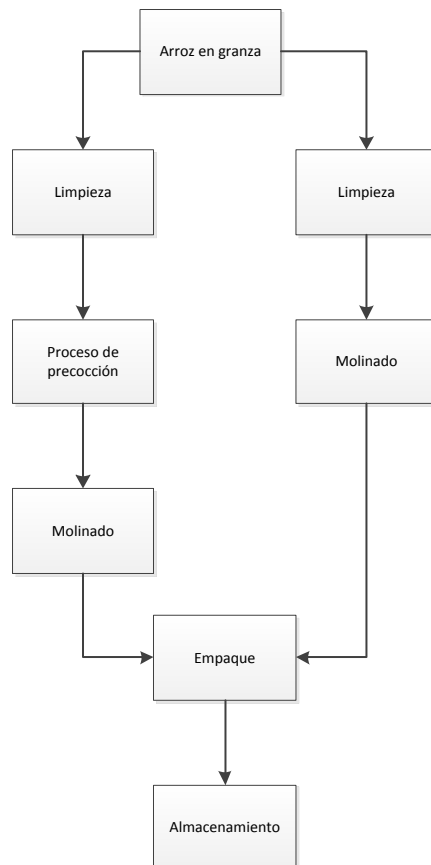 Arroz en granza
Limpieza
Limpieza
Proceso de
precocción
Molinado
Molinado
Empaque
Almacenamiento